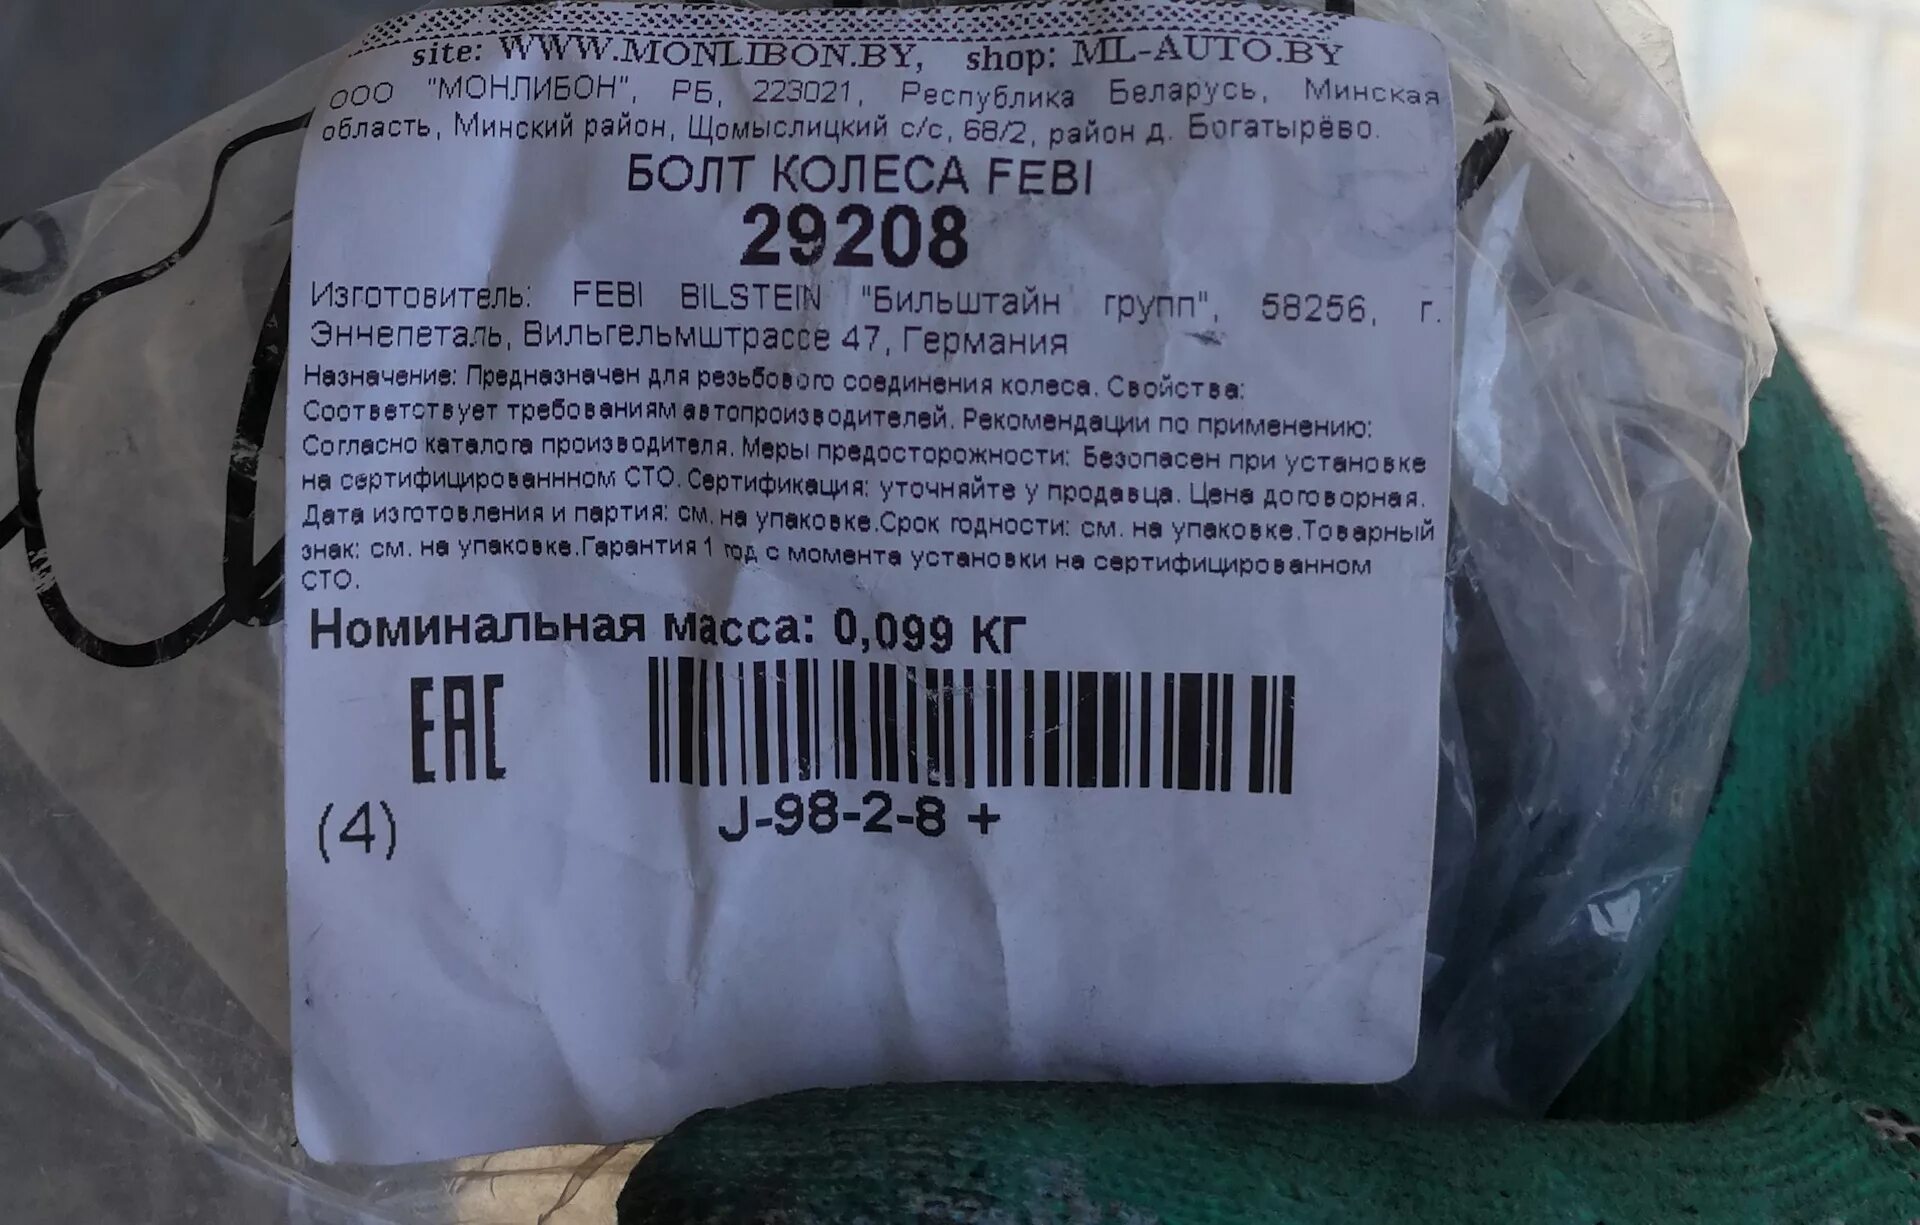 site: WWW.MONLIBON.BY, shop: ML-AUTO.BY
ООО "МОНЛИБОН", РБ, 223021, Республика Беларусь, Минская
область, Минский район, Щомыслицкий с/с, 68/2, район д. Богатырёво.
БОЛТ КОЛЕСА FEBI
29208
Изготовитель: FEBI BILSTEIN "Бильштайн групп", 58256, г.
Эннепеталь, Вильгельмштрассе 47, Германия
Назначение: Предназначен для резьбового соединения колеса. Свойства:
Соответствует требованиям автопроизводителей. Рекомендации по применению:
Согласно каталога производителя. Меры предосторожности: Безопасен при установке
на сертифицированнном СТО. Сертификация: уточняйте у продавца. Цена договорная.
Дата изготовления и партия: см. на упаковке.Срок годности: см. на упаковке.Товарный
знак: см. на упаковке.Гарантия 1 год с момента установки на сертифицированном
СТО.
Номинальная масса: 0,099 КГ
EAC
J-98-2-8 +
(4)